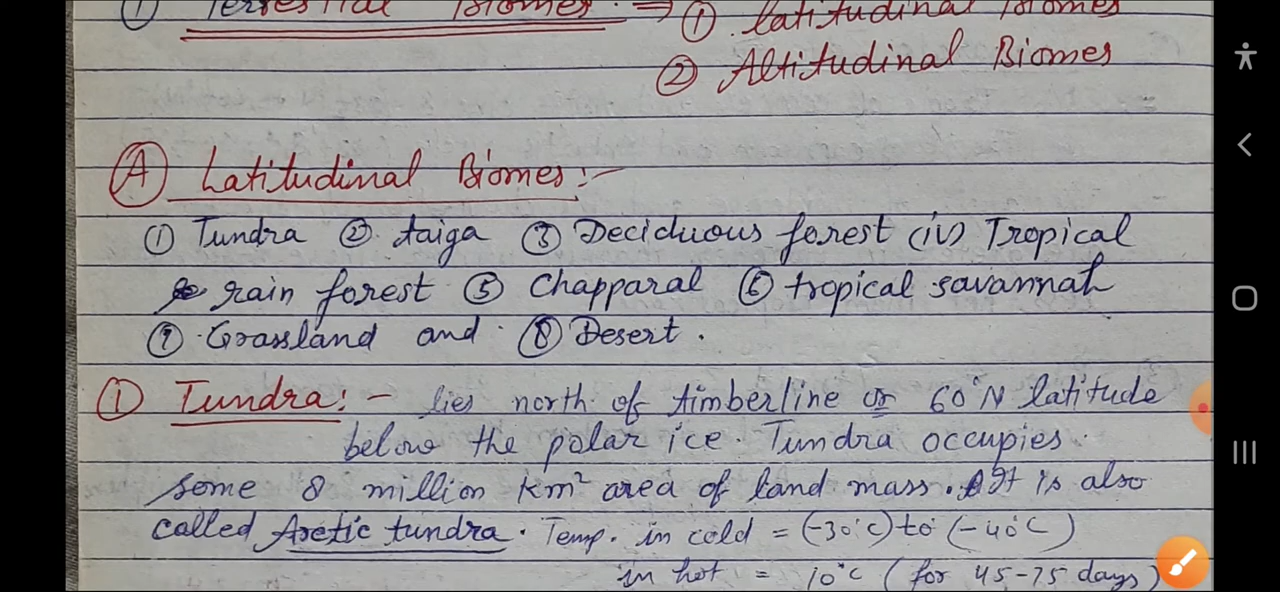 ① Terrestrial Biomes. ⇒ ① Latitudinal Biomes
② Altitudinal Biomes
Ⓐ Latitudinal Biomes :-
① Tundra ② taiga ③ Deciduous forest (iv) Tropical
rain forest ⑤ Chapparal ⑥ tropical savannah
⑦ Grassland and ⑧ Desert .
① Tundra : - lies north of timberline or 60°N latitude
below the polar ice. Tundra occupies
some 8 million km² area of land mass. It is also
called Arctic tundra. Temp. in cold = (-30°C) to (-40°C)
in hot = 10°C (for 45-75 days)